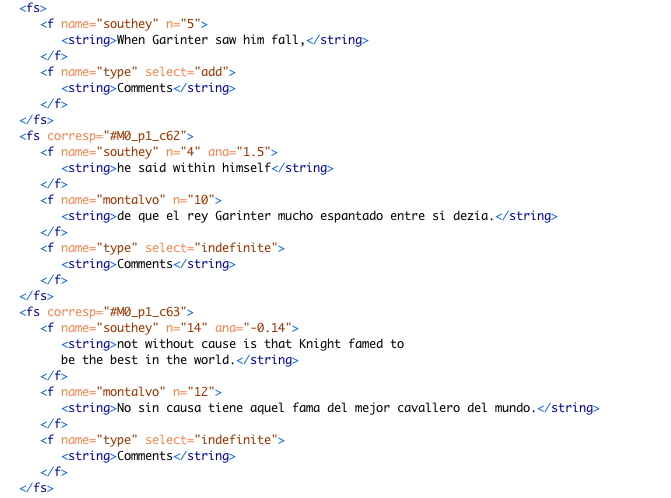 <fs>
<f name="southey" n="5">
<string>When Garinter saw him fall,</string>
</f>
<f name="type" select="add">
<string>Comments</string>
</f>
</fs>
<fs corresp="#M0_p1_c62">
<f name="southey" n="4" ana="1.5">
<string>he said within himself</string>
</f>
<f name="montalvo" n="10">
<string>de que el rey Garinter mucho espantado entre sí dezía.</string>
</f>
<f name="type" select="indefinite">
<string>Comments</string>
</f>
</fs>
<fs corresp="#M0_p1_c63">
<f name="southey" n="14" ana="-0.14">
<string>not without cause is that Knight famed to
be the best in the world.</string>
</f>
<f name="montalvo" n="12">
<string>No sin causa tiene aquel fama del mejor cavallero del mundo.</string>
</f>
<f name="type" select="indefinite">
<string>Comments</string>
</f>
</fs>